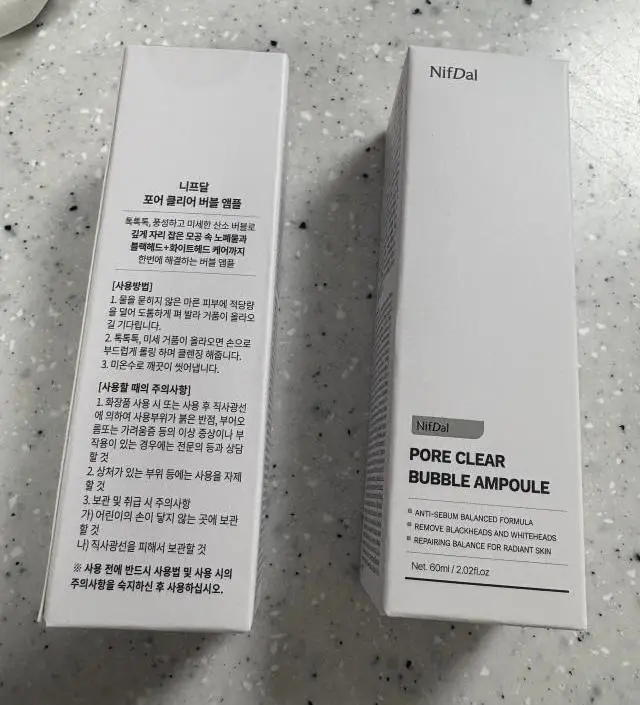 니프달
포어 클리어 버블 앰플
톡톡톡, 풍성하고 미세한 산소 버블로
깊게 자리 잡은 모공 속 노폐물과
블랙헤드+화이트헤드 케어까지
한번에 해결하는 버블 앰플
[사용방법]
1. 물을 묻히지 않은 마른 피부에 적당량
을 덜어 도톰하게 펴 발라 거품이 올라오
길 기다립니다.
2. 톡톡톡, 미세 거품이 올라오면 손으로
부드럽게 롤링 하며 클렌징 해줍니다.
3. 미온수로 깨끗이 씻어냅니다.
[사용할 때의 주의사항]
1. 화장품 사용 시 또는 사용 후 직사광선
에 의하여 사용부위가 붉은 반점, 부어오
름또는 가려움증 등의 이상 증상이나 부
작용이 있는 경우에는 전문의 등과 상담
할 것
2. 상처가 있는 부위 등에는 사용을 자제
할 것
3. 보관 및 취급 시 주의사항
가) 어린이의 손이 닿지 않는 곳에 보관
할 것
나) 직사광선을 피해서 보관할 것
※ 사용 전에 반드시 사용법 및 사용 시의
주의사항을 숙지하신 후 사용하십시오.
NifDal
NifDal
PORE CLEAR
BUBBLE AMPOULE
ANTI-SEBUM BALANCED FORMULA
REMOVE BLACKHEADS AND WHITEHEADS
REPAIRING BALANCE FOR RADIANT SKIN
Net. 60ml / 2.02fl.oz